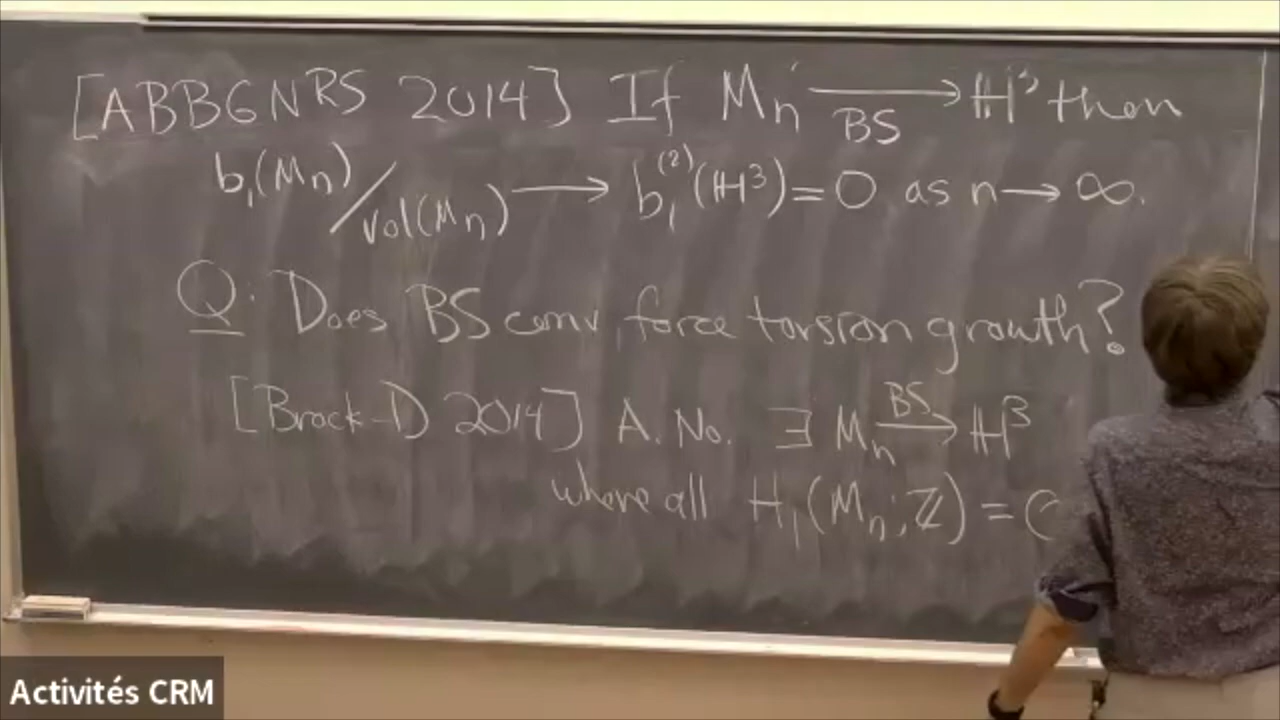 [ABBGNRS 2014] If Mₙ ⟶ ℍ³ then
BS
b₁(Mₙ)/vol(Mₙ) ⟶ b₁⁽²⁾(ℍ³) = 0 as n → ∞.
Q: Does BS conv. force torsion growth?
[Brock-D 2014] A. No. ∃ Mₙ ⟶ ℍ³
BS
where all H₁(Mₙ; ℤ) =
Activités CRM